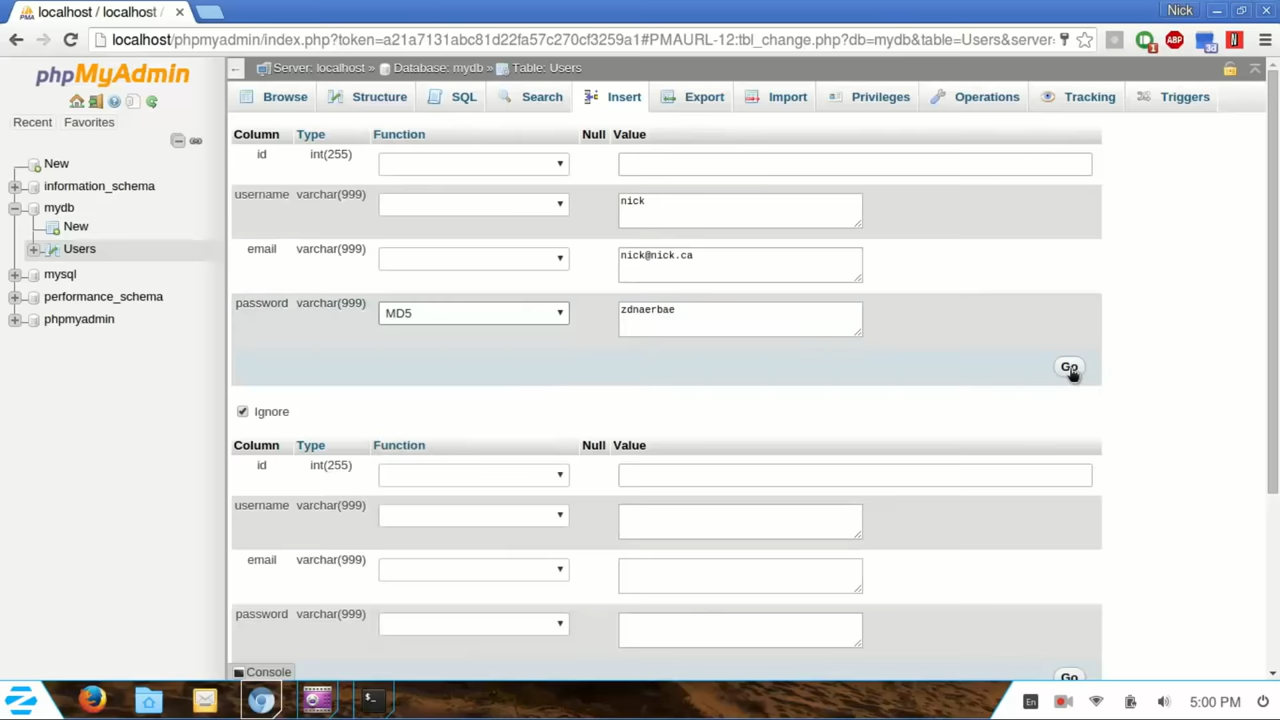 localhost / localhost /
Nick
localhost/phpmyadmin/index.php?token=a21a7131abc81d22fa57c270cf3259a1#PMAURL-12:tbl_change.php?db=mydb&table=Users&server-
1
ABP
3d
N
phpMyAdmin
Server: localhost » Database: mydb » Table: Users
Browse Structure SQL Search Insert Export Import Privileges Operations Tracking Triggers
Recent Favorites
New
information_schema
mydb
New
Users
mysql
performance_schema
phpmyadmin
Column Type Function Null Value
id int(255)
username varchar(999) nick
email varchar(999) nick@nick.ca
password varchar(999) MD5 zdnaerbae
Go
Ignore
Column Type Function Null Value
id int(255)
username varchar(999)
email varchar(999)
password varchar(999)
Console
Go
En
5:00 PM